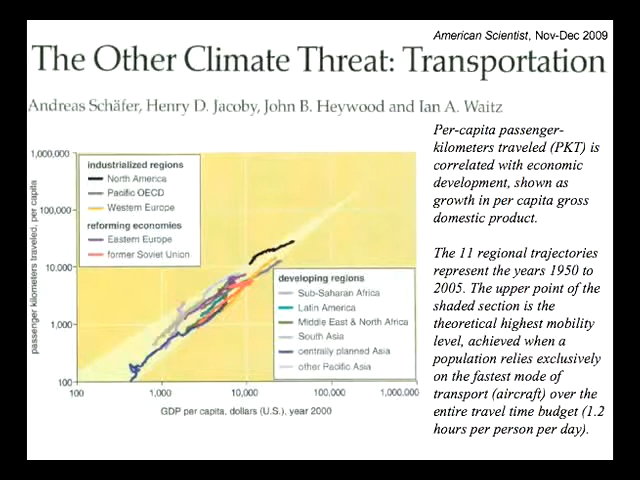 American Scientist, Nov-Dec 2009
The Other Climate Threat: Transportation
Andreas Schäfer, Henry D. Jacoby, John B. Heywood and Ian A. Waitz
Per-capita passenger-
kilometers traveled (PKT) is
correlated with economic
development, shown as
growth in per capita gross
domestic product.
The 11 regional trajectories
represent the years 1950 to
2005. The upper point of the
shaded section is the
theoretical highest mobility
level, achieved when a
population relies exclusively
on the fastest mode of
transport (aircraft) over the
entire travel time budget (1.2
hours per person per day).
passenger kilometers traveled, per capita
1,000,000
100,000
10,000
1,000
100
industrialized regions
North America
Pacific OECD
Western Europe
reforming economies
Eastern Europe
former Soviet Union
developing regions
Sub-Saharan Africa
Latin America
Middle East & North Africa
South Asia
centrally planned Asia
other Pacific Asia
100
1,000
10,000
100,000
1,000,000
GDP per capita, dollars (U.S.), year 2000